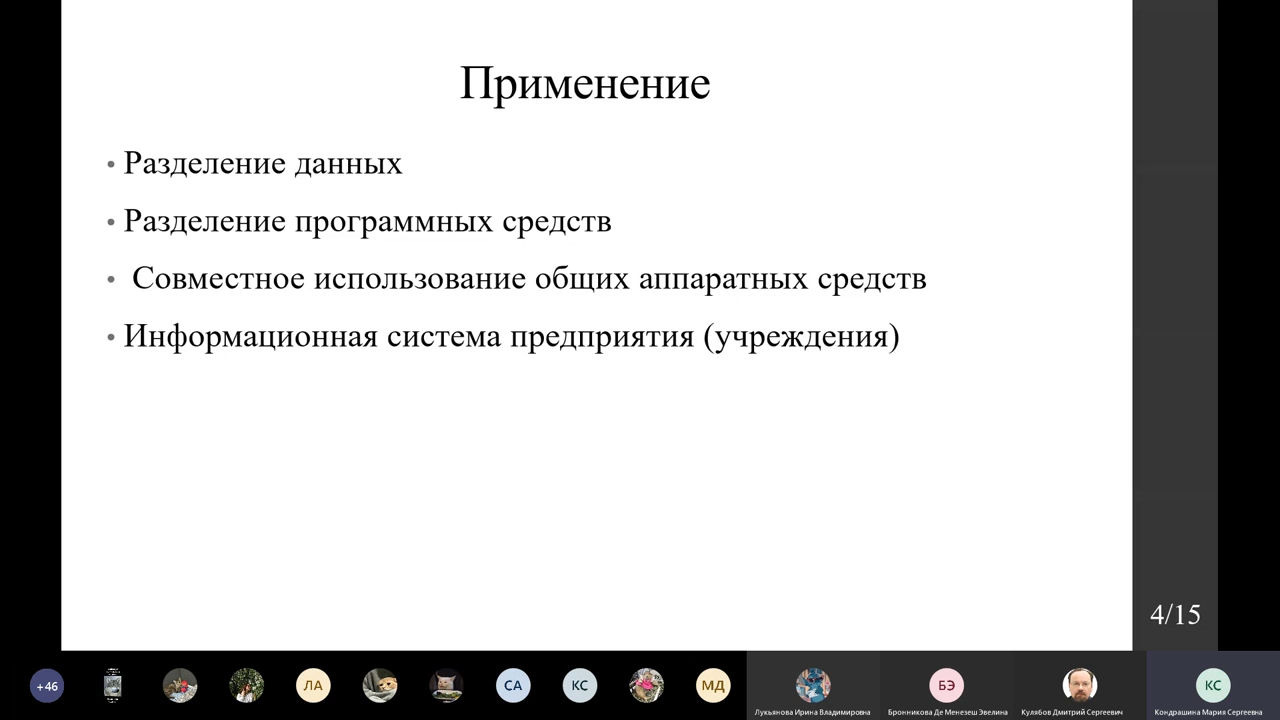 Применение
• Разделение данных
• Разделение программных средств
• Совместное использование общих аппаратных средств
• Информационная система предприятия (учреждения)
4/15
+46
ЛА
СА
КС
МД
БЭ
КС
Лукьянова Ирина Владимировна
Бронникова Де Менезеш Эвелина
Кулябов Дмитрий Сергеевич
Кондрашина Мария Сергеевна